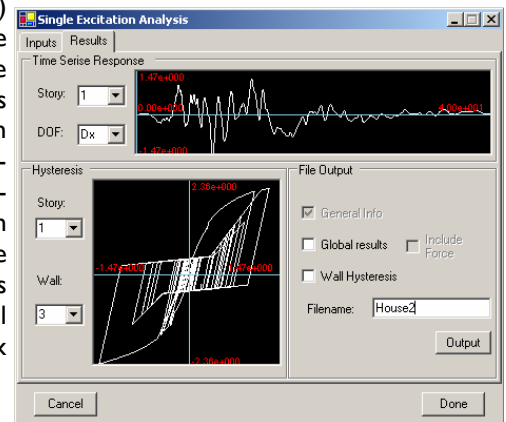 Single Excitation Analysis
Inputs Results
Time Serise Response
Story: 1
DOF: Dx
1.47e+000
0.00e+000 4.00e+001
-1.47e+000
Hysteresis
Story:
1
Wall:
3
2.36e+000
-1.47e+000 1.47e+000
-2.36e+000
File Output
General Info
Global results
Include
Force
Wall Hysteresis
Filename: House2
Output
Cancel Done
)
e
e
s
n
-
-
n
e
s
l
k